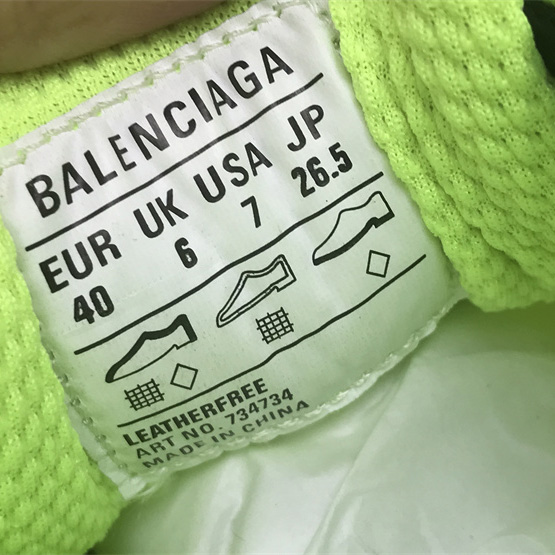 BALENCIAGA
EUR UK USA JP
40 6 7 26.5
LEATHERFREE
ART NO. 734734
MADE IN CHINA